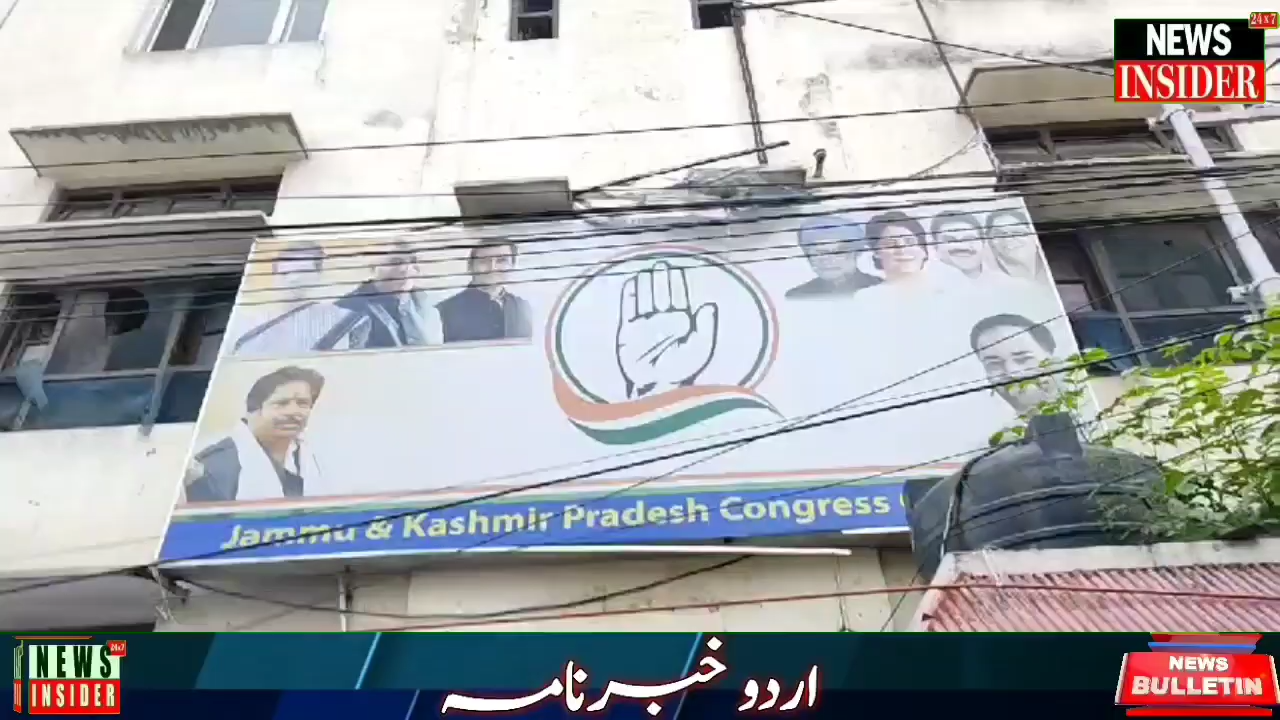 NEWS
24x7
INSIDER
Jammu & Kashmir Pradesh Congress
NEWS
24x7
INSIDER
اردو خبرنامہ
NEWS
BULLETIN